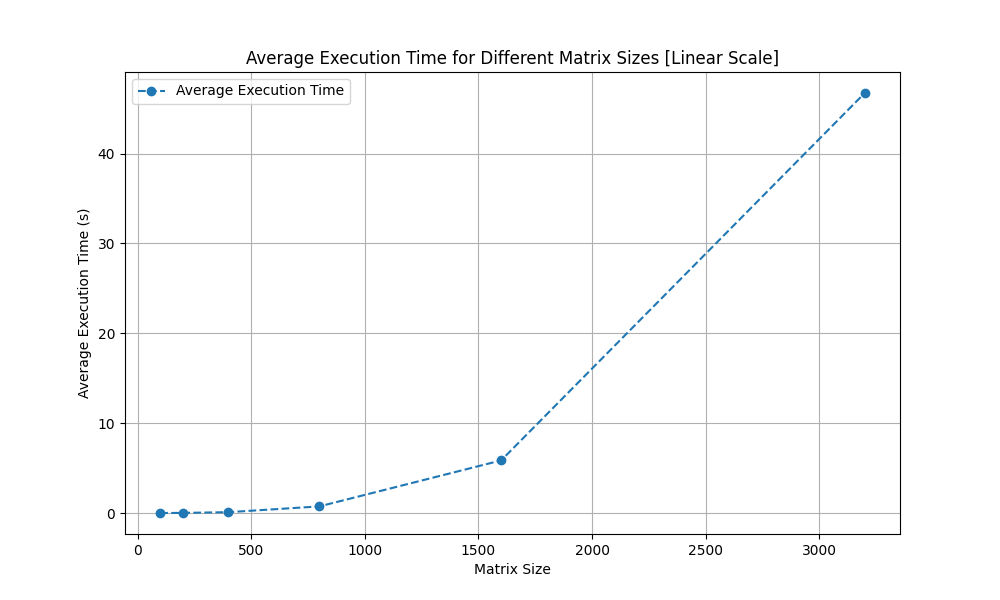 Average Execution Time for Different Matrix Sizes [Linear Scale]
Average Execution Time
Average Execution Time (s)
40
30
20
10
0
0 500 1000 1500 2000 2500 3000
Matrix Size